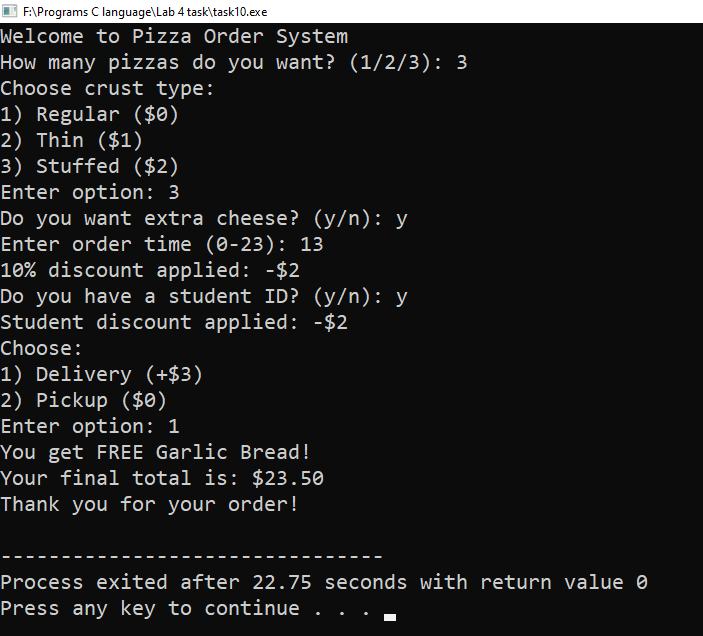 F:\Programs C language\Lab 4 task\task10.exe
Welcome to Pizza Order System
How many pizzas do you want? (1/2/3): 3
Choose crust type:
1) Regular ($0)
2) Thin ($1)
3) Stuffed ($2)
Enter option: 3
Do you want extra cheese? (y/n): y
Enter order time (0-23): 13
10% discount applied: -$2
Do you have a student ID? (y/n): y
Student discount applied: -$2
Choose:
1) Delivery (+$3)
2) Pickup ($0)
Enter option: 1
You get FREE Garlic Bread!
Your final total is: $23.50
Thank you for your order!
--------------------------------
Process exited after 22.75 seconds with return value 0
Press any key to continue . . .